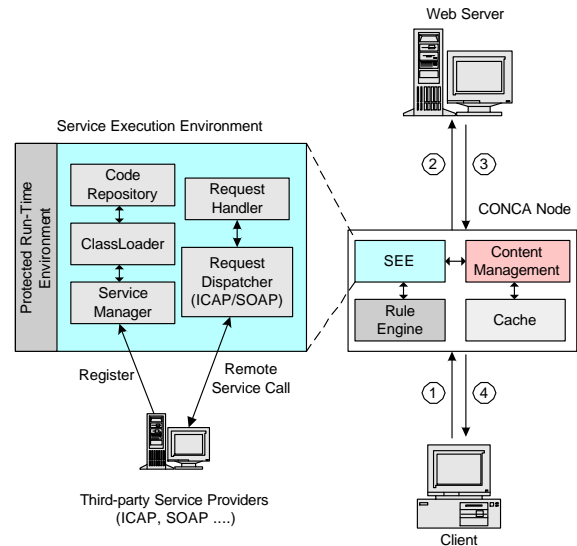 Web Server
Service Execution Environment
Protected Run-Time
Environment
Code
Repository
ClassLoader
Service
Manager
Request
Handler
Request
Dispatcher
(ICAP/SOAP)
2
3
CONCA Node
SEE
Content
Management
Rule
Engine
Cache
Register
Remote
Service Call
1
4
Third-party Service Providers
(ICAP, SOAP ....)
Client